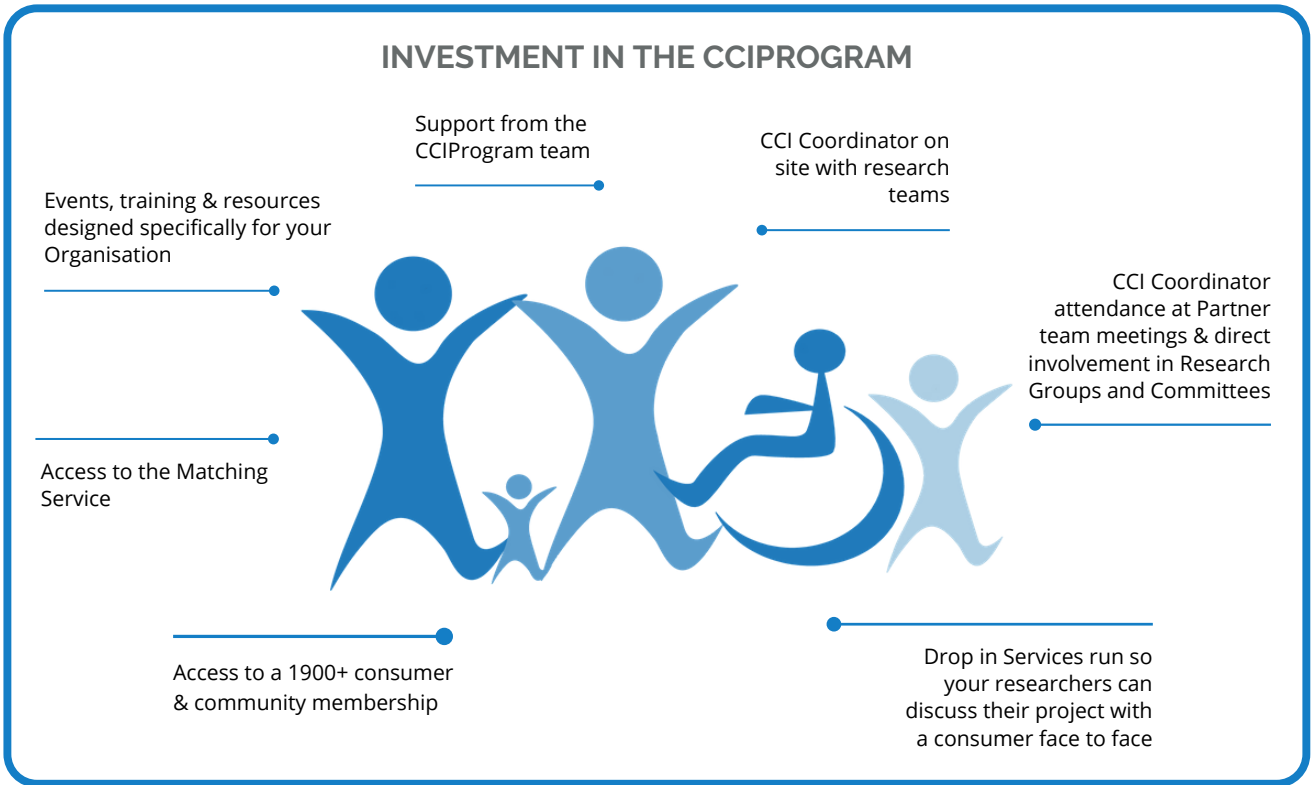 INVESTMENT IN THE CCIPROGRAM
Support from the
CCIProgram team
CCI Coordinator on
site with research
teams
Events, training & resources
designed specifically for your
Organisation
CCI Coordinator
attendance at Partner
team meetings & direct
involvement in Research
Groups and Committees
Access to the Matching
Service
Access to a 1900+ consumer
& community membership
Drop in Services run so
your researchers can
discuss their project with
a consumer face to face